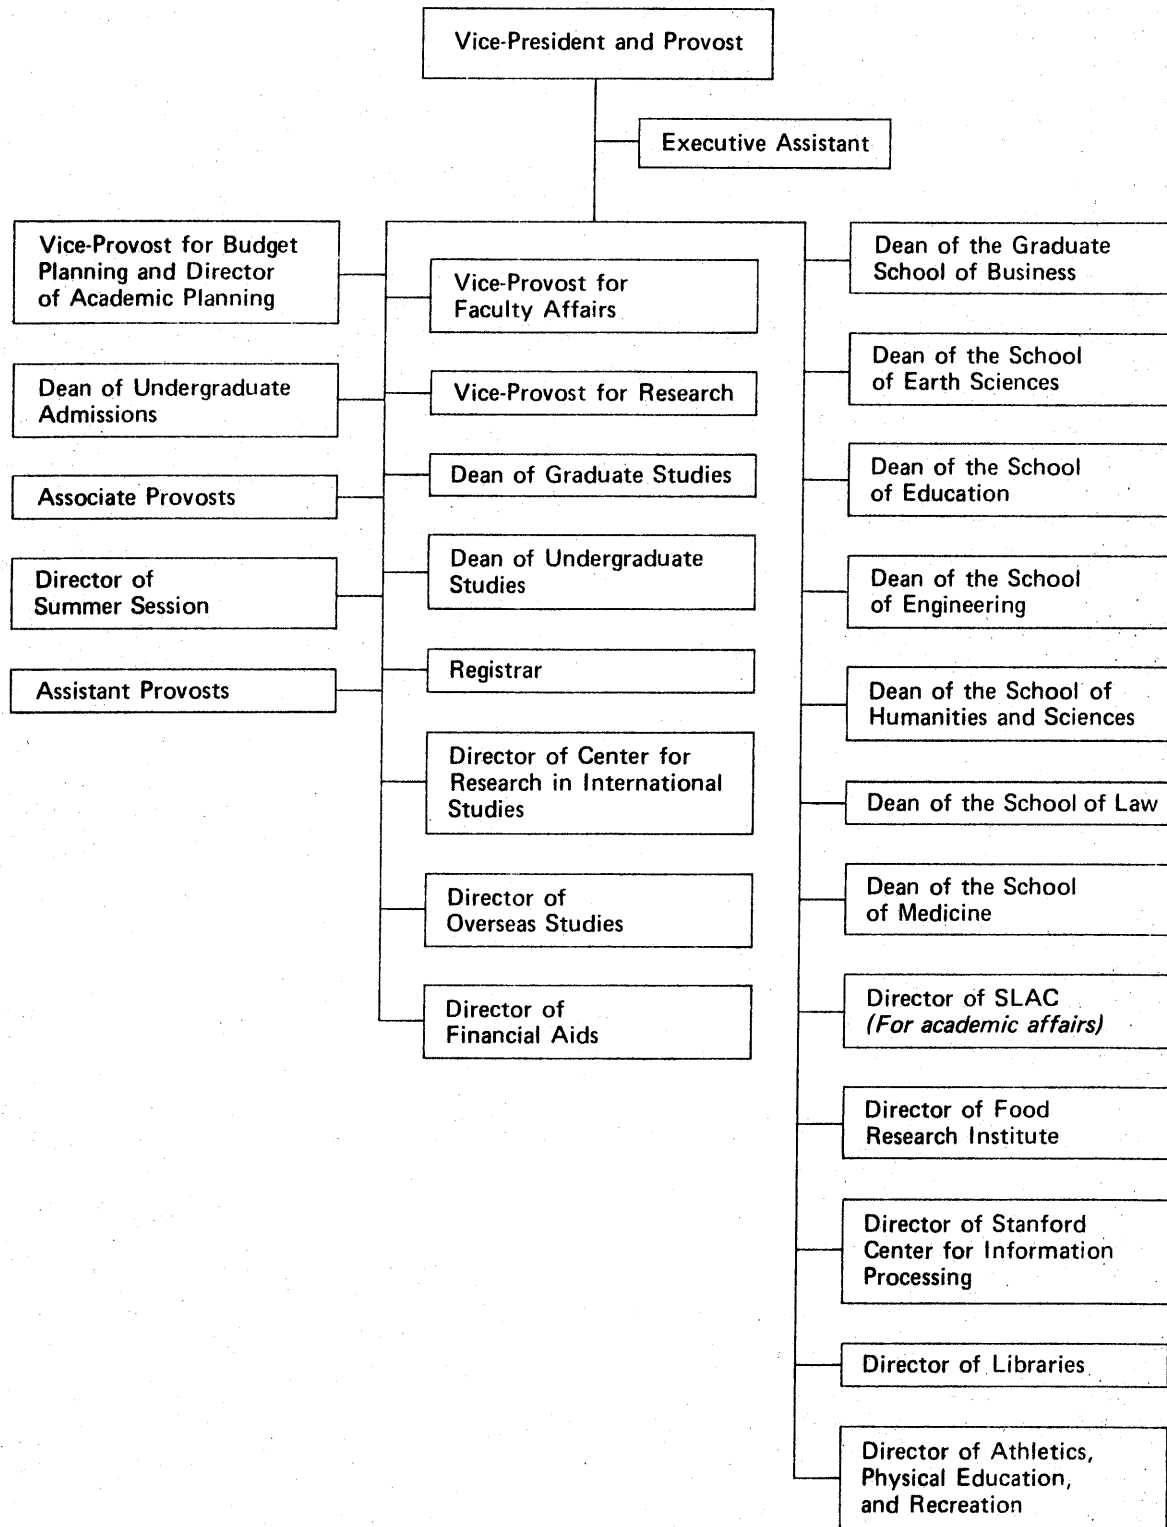 Vice-President and Provost
Executive Assistant
Vice-Provost for Budget
Planning and Director
of Academic Planning
Dean of Undergraduate
Admissions
Associate Provosts
Director of
Summer Session
Assistant Provosts
Vice-Provost for
Faculty Affairs
Vice-Provost for Research
Dean of Graduate Studies
Dean of Undergraduate
Studies
Registrar
Director of Center for
Research in International
Studies
Director of
Overseas Studies
Director of
Financial Aids
Dean of the Graduate
School of Business
Dean of the School
of Earth Sciences
Dean of the School
of Education
Dean of the School
of Engineering
Dean of the School of
Humanities and Sciences
Dean of the School of Law
Dean of the School
of Medicine
Director of SLAC
(For academic affairs)
Director of Food
Research Institute
Director of Stanford
Center for Information
Processing
Director of Libraries
Director of Athletics,
Physical Education,
and Recreation